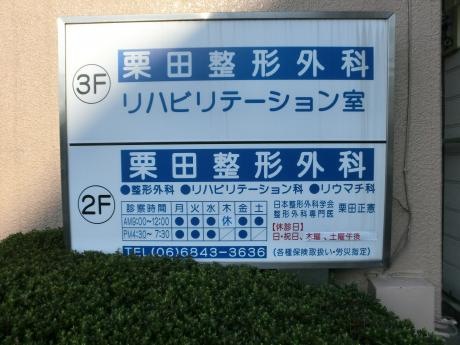 3F
栗田整形外科
リハビリテーション室
2F
栗田整形外科
●整形外科 ●リハビリテーション科 ●リウマチ科
診察時間 月 火 水 木 金 土
AM9:00~12:00 ● ● ● 休 ● ●
PM4:30~7:30 ● ● ● 診 ●
日本整形外科学会
整形外科専門医 栗田正憲
【休診日】
日・祝日、木曜、土曜午後
TEL(06)6843-3636
(各種保険取扱い・労災指定)